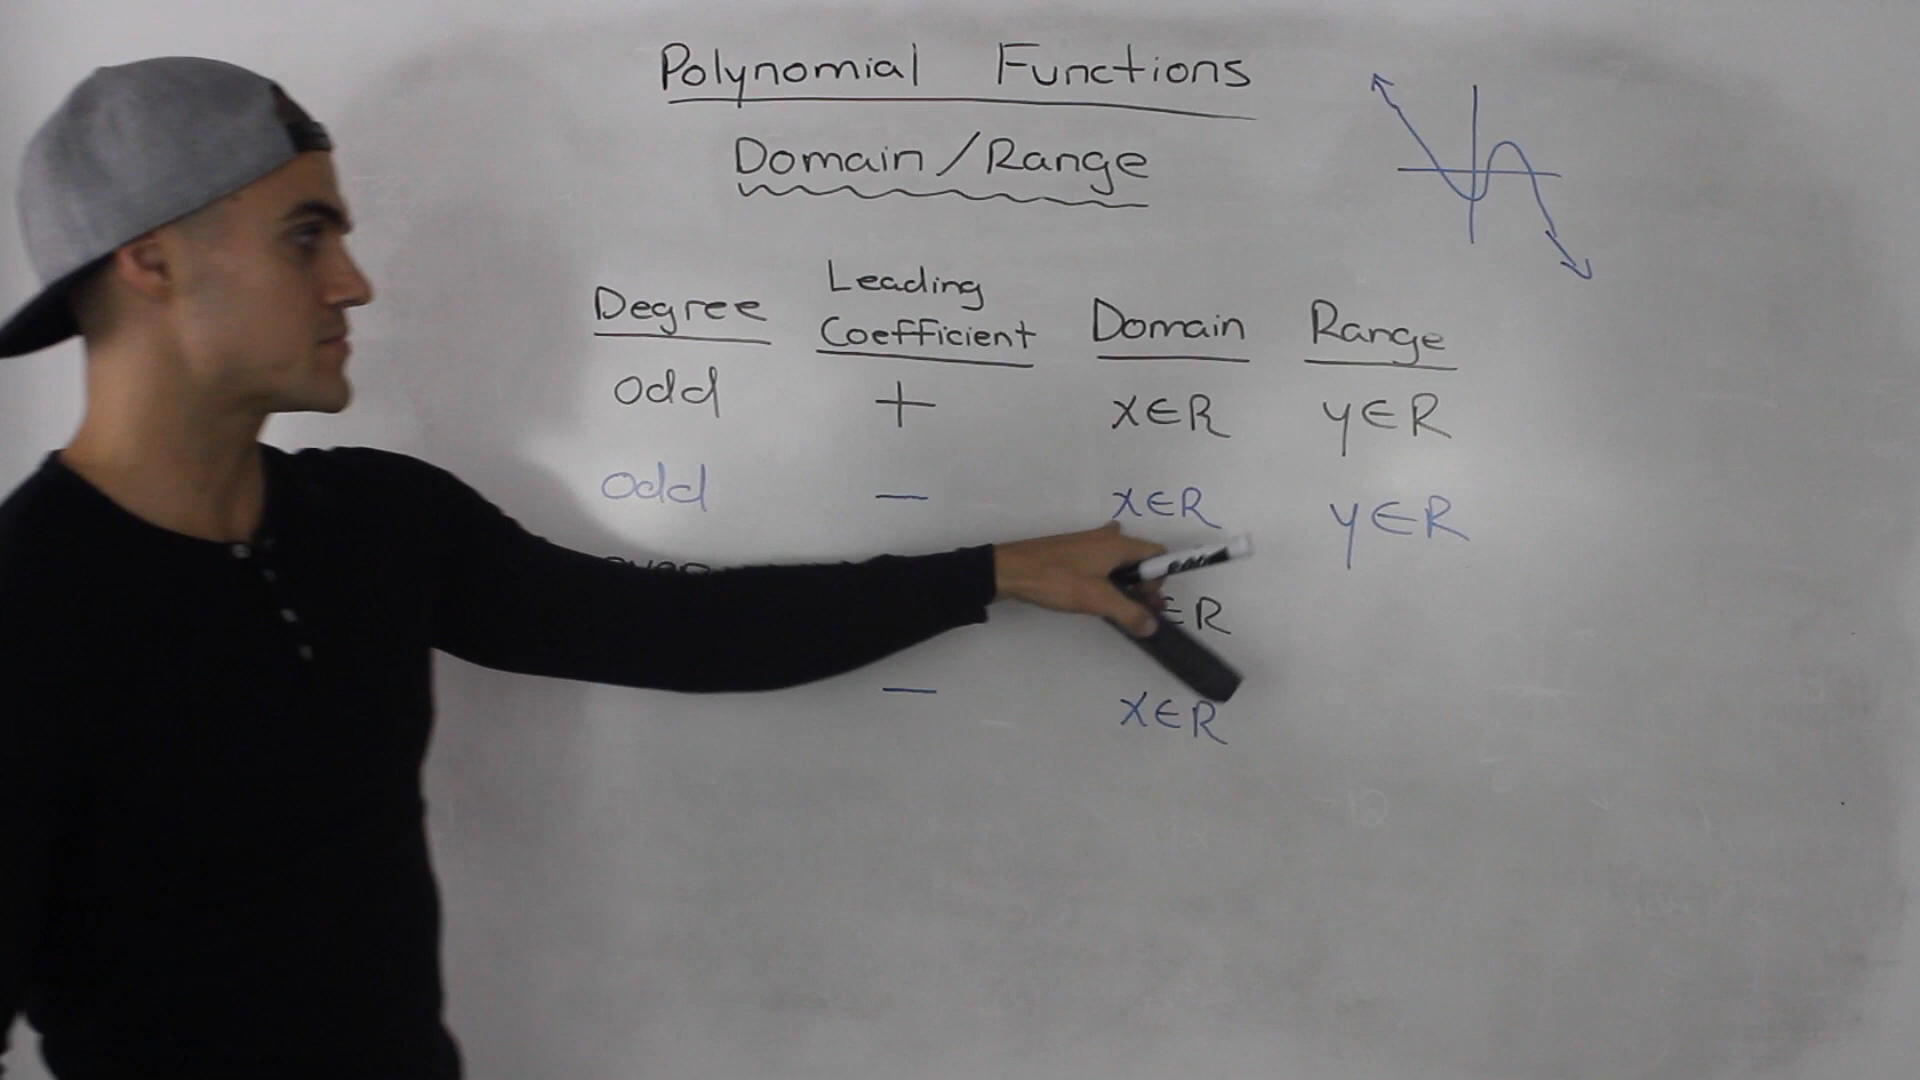 Polynomial Functions
Domain/Range
Degree Leading Coefficient Domain Range
odd + x∈R y∈R
odd − x∈R y∈R
∈R
− x∈R